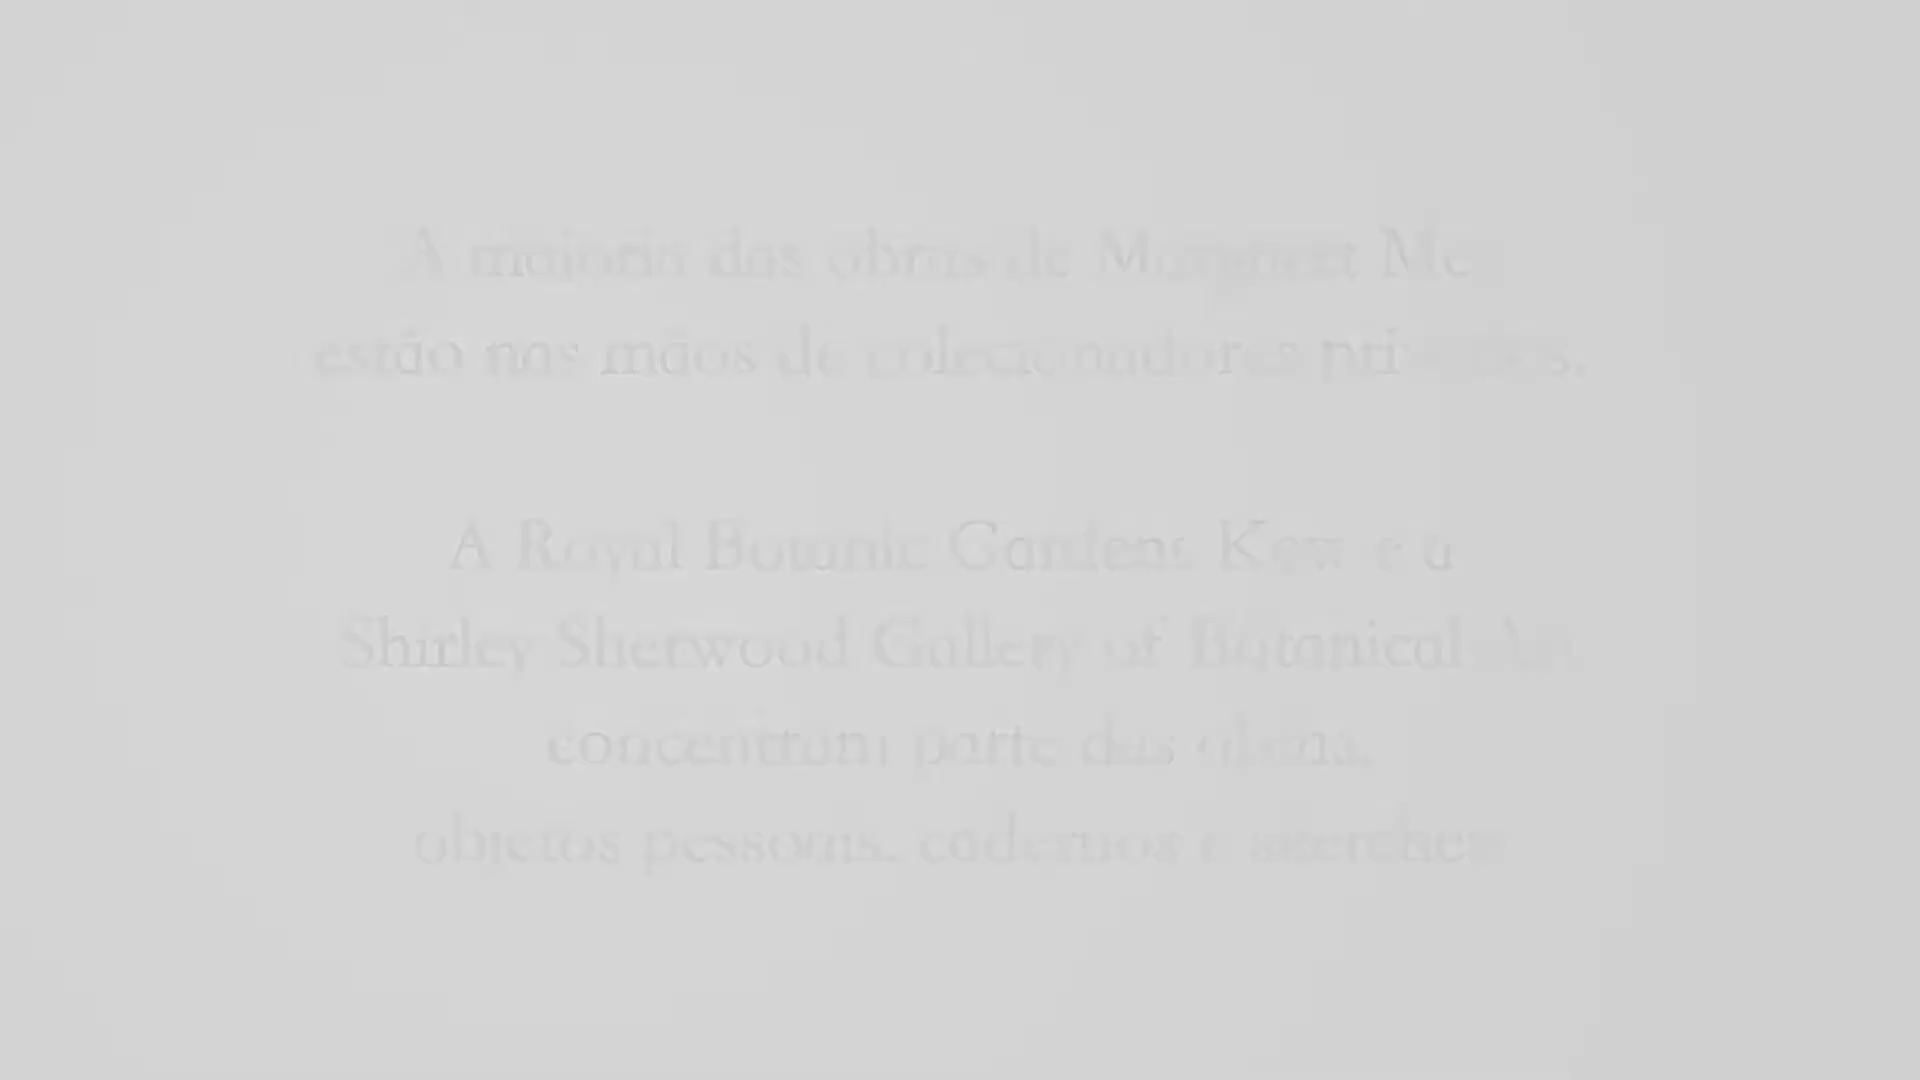 A maioria das obras de Margaret Mee
estão nas mãos de colecionadores privados.
A Royal Botanic Gardens Kew e a
Shirley Sherwood Gallery of Botanical Art
concentram parte das obras,
objetos pessoais, cadernos e